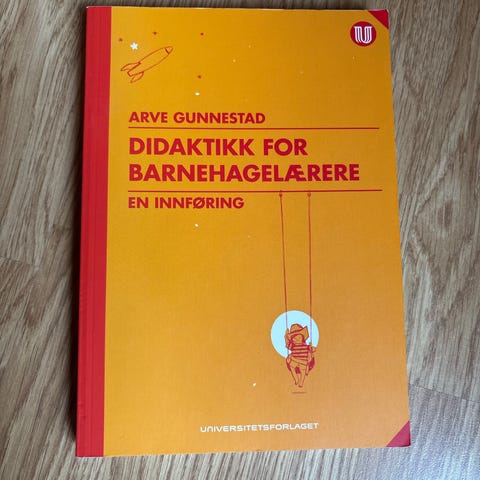 ARVE GUNNESTAD
DIDAKTIKK FOR
BARNEHAGELÆRERE
EN INNFØRING
UNIVERSITETSFORLAGET